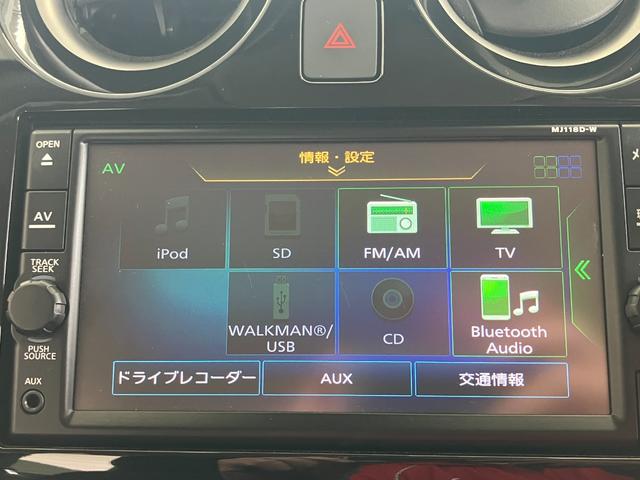 MJ118D-W
OPEN
AV
TRACK
SEEK
PUSH
SOURCE
AUX
AV
情報・設定
iPod
SD
FM/AM
TV
WALKMAN®/
USB
CD
Bluetooth
Audio
ドライブレコーダー
AUX
交通情報